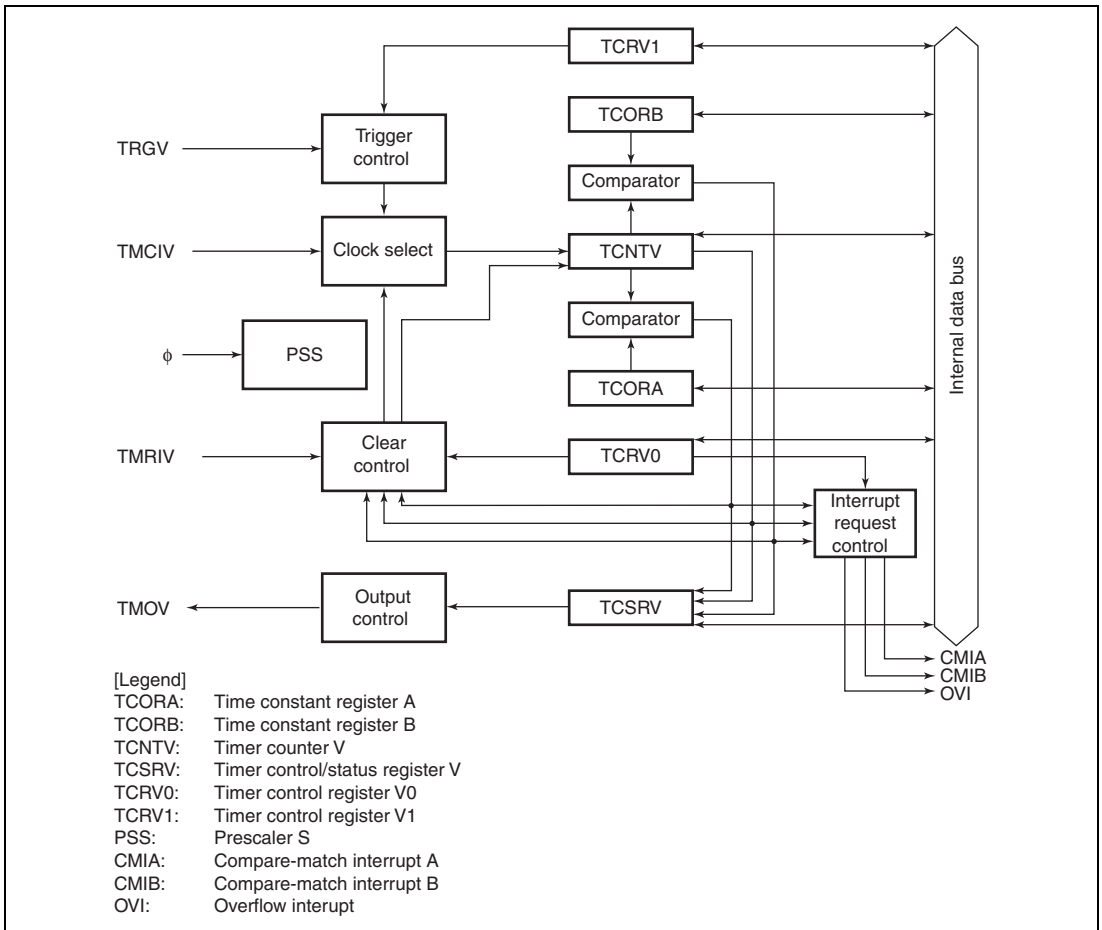 TCRV1
TCORB
Trigger
control
TRGV
Comparator
Clock select
TMCIV
TCNTV
Comparator
Internal data bus
φ
PSS
TCORA
Clear
control
TMRIV
TCRV0
Interrupt
request
control
Output
control
TMOV
TCSRV
CMIA
CMIB
OVI
[Legend]
TCORA: Time constant register A
TCORB: Time constant register B
TCNTV: Timer counter V
TCSRV: Timer control/status register V
TCRV0: Timer control register V0
TCRV1: Timer control register V1
PSS: Prescaler S
CMIA: Compare-match interrupt A
CMIB: Compare-match interrupt B
OVI: Overflow interupt